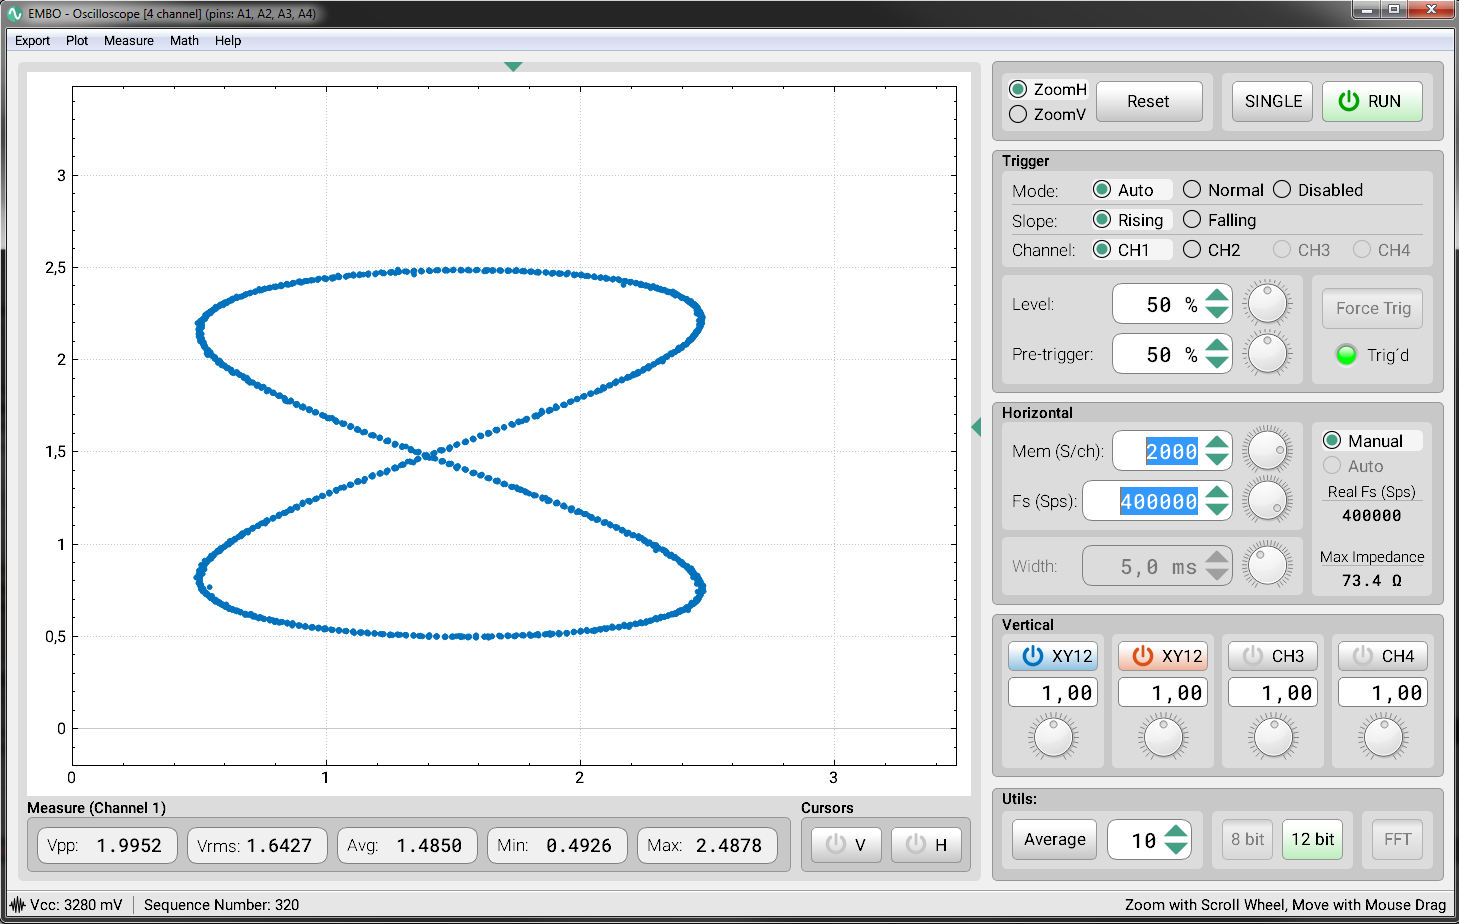 EMBO - Oscilloscope [4 channel] (pins: A1, A2, A3, A4)
Export Plot Measure Math Help
3
2,5
2
1,5
1
0,5
0
0 1 2 3
Measure (Channel 1)
Vpp: 1.9952 Vrms: 1.6427 Avg: 1.4850 Min: 0.4926 Max: 2.4878
Cursors
V H
ZoomH
ZoomV
Reset SINGLE RUN
Trigger
Mode: Auto Normal Disabled
Slope: Rising Falling
Channel: CH1 CH2 CH3 CH4
Level: 50 % Force Trig
Pre-trigger: 50 % Trig´d
Horizontal
Mem (S/ch): 2000
Fs (Sps): 400000
Width: 5,0 ms
Manual
Auto
Real Fs (Sps)
400000
Max Impedance
73.4 Ω
Vertical
XY12 XY12 CH3 CH4
1,00 1,00 1,00 1,00
Utils:
Average 10 8 bit 12 bit FFT
Vcc: 3280 mV Sequence Number: 320 Zoom with Scroll Wheel, Move with Mouse Drag